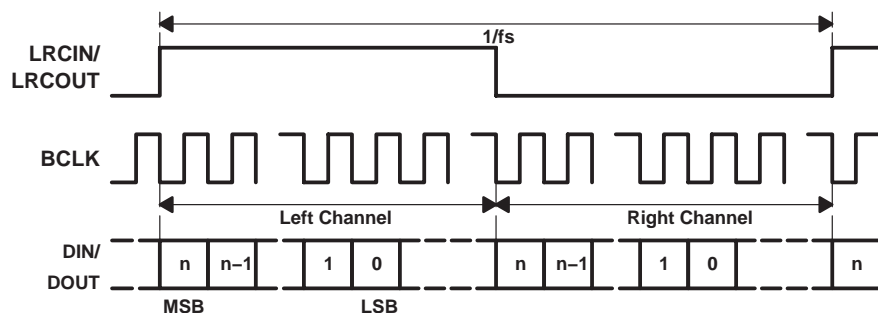 1/fs
LRCIN/
LRCOUT
BCLK
Left Channel Right Channel
DIN/
DOUT
n n−1 1 0 n n−1 1 0 n
MSB LSB